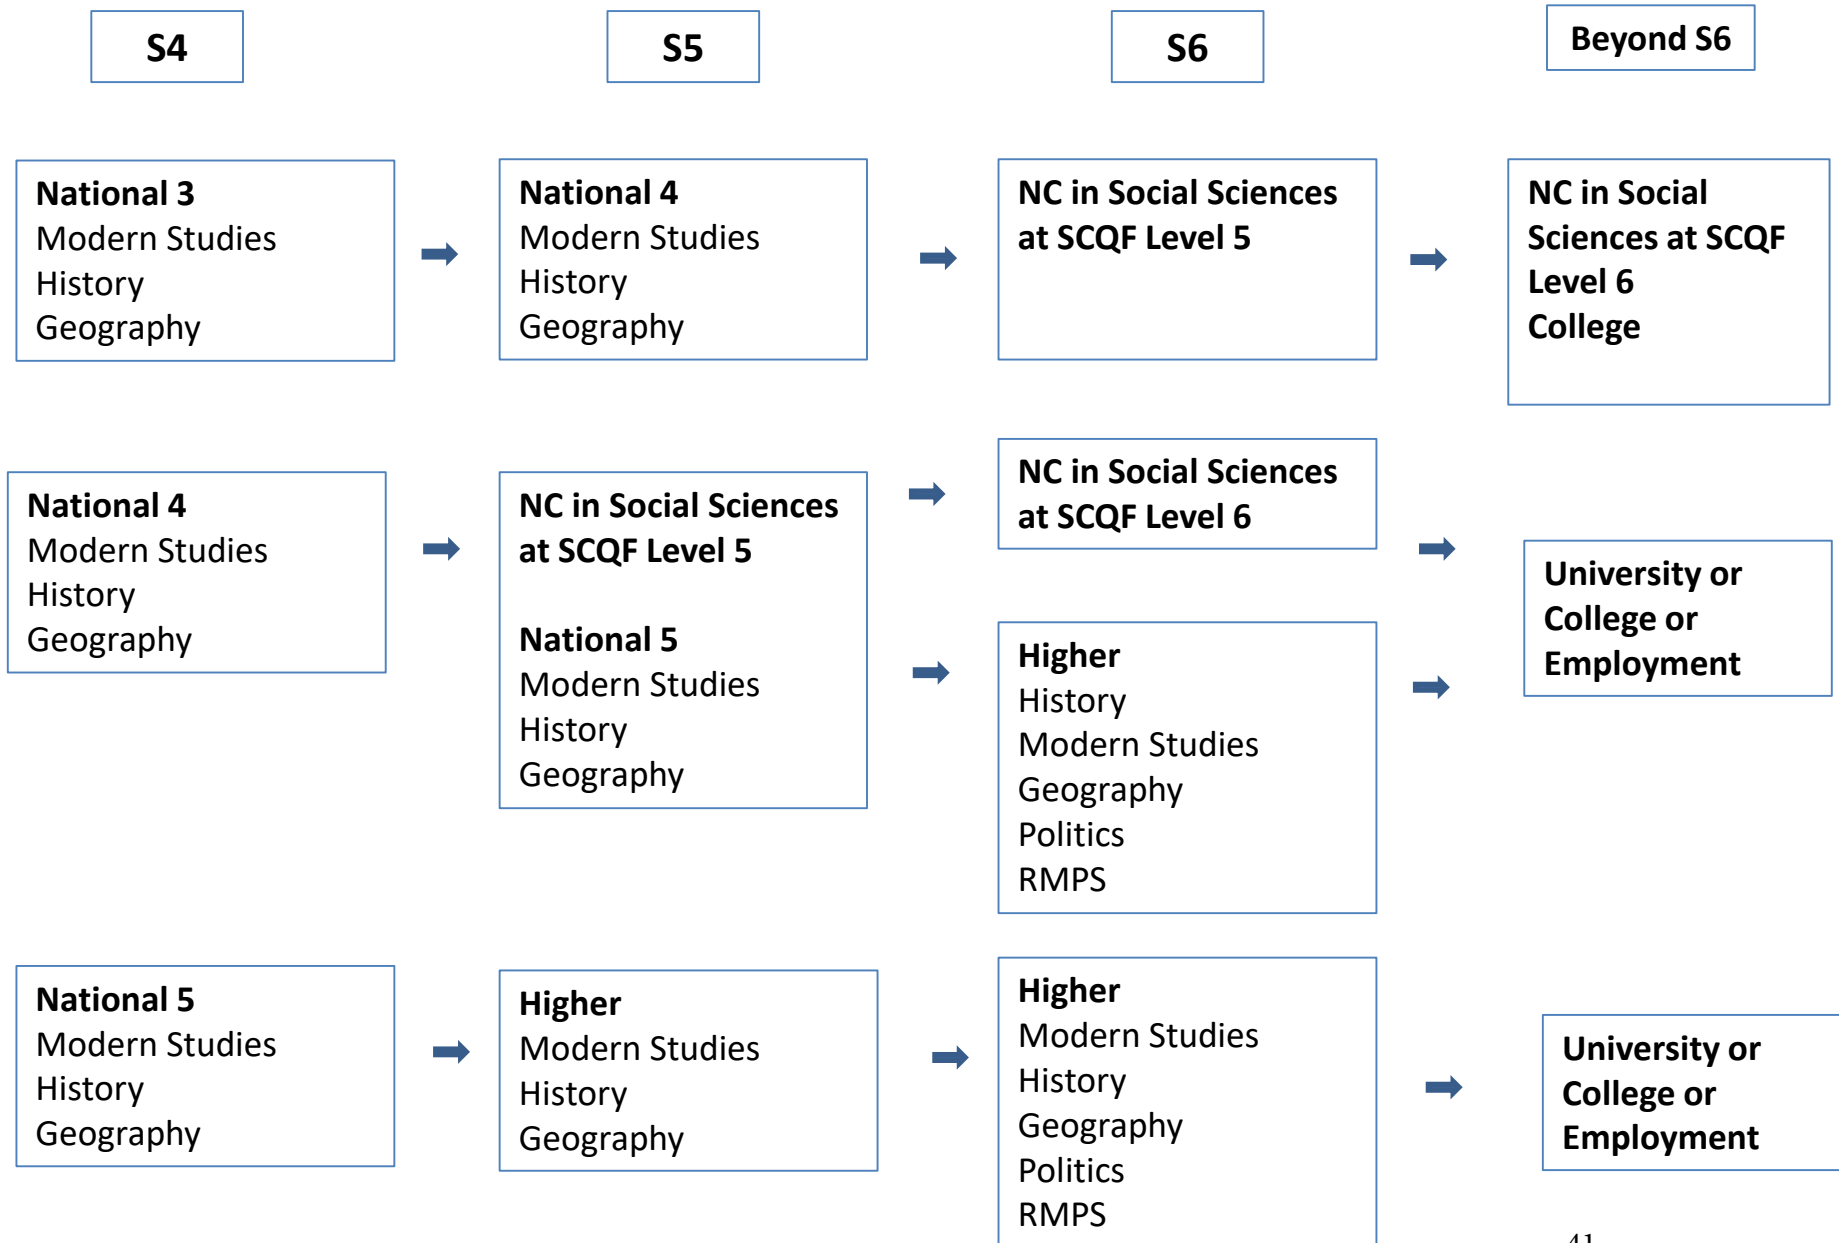 S4
S5
S6
Beyond S6
National 3
Modern Studies
History
Geography
National 4
Modern Studies
History
Geography
NC in Social Sciences
at SCQF Level 5
NC in Social
Sciences at SCQF
Level 6
College
National 4
Modern Studies
History
Geography
NC in Social Sciences
at SCQF Level 5
National 5
Modern Studies
History
Geography
NC in Social Sciences
at SCQF Level 6
Higher
History
Modern Studies
Geography
Politics
RMPS
University or
College or
Employment
National 5
Modern Studies
History
Geography
Higher
Modern Studies
History
Geography
Higher
Modern Studies
History
Geography
Politics
RMPS
University or
College or
Employment
41